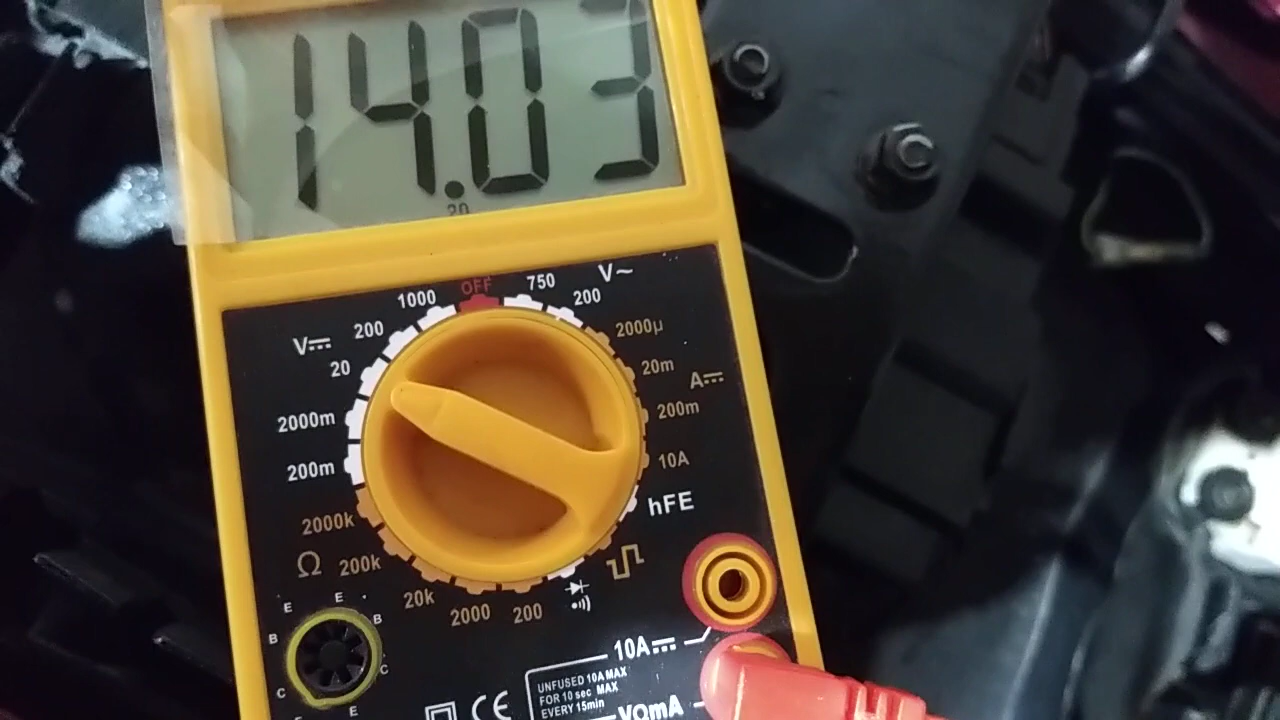 14.03
20
OFF
1000
750
V~
200
200
V⎓
2000µ
20
20m
A⎓
2000m
200m
200m
10A
hFE
2000k
Ω
200k
20k
2000
200
E
E
B
B
C
C
E
E
10A⎓
UNFUSED 10A MAX
FOR 10 sec MAX
EVERY 15min
CE
VΩmA